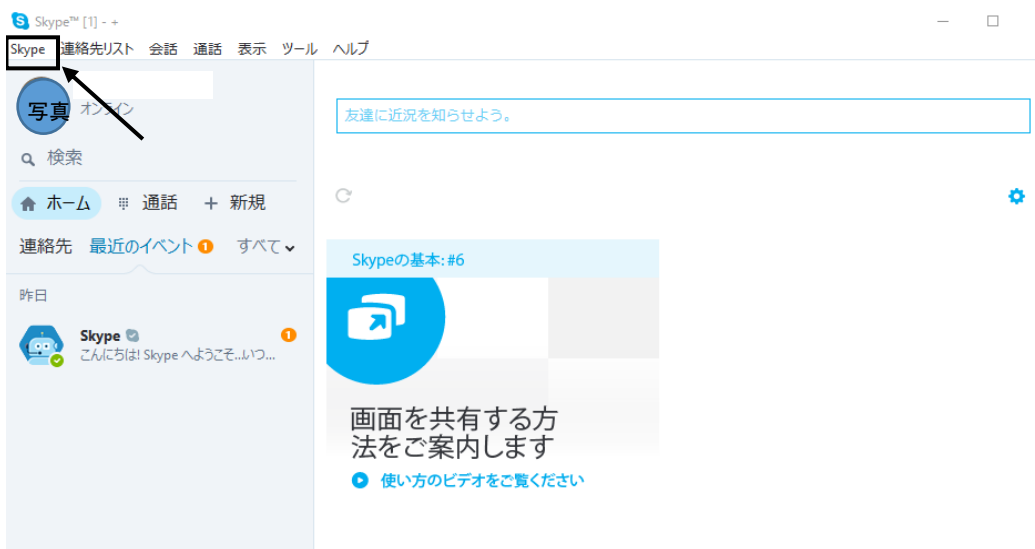 Skype™ [1] - +
Skype 連絡先リスト 会話 通話 表示 ツール ヘルプ
写真 オンライン
友達に近況を知らせよう。
検索
ホーム 通話 新規
連絡先 最近のイベント 1 すべて
Skypeの基本: #6
昨日
Skype
1
こんにちは! Skype へようこそ..いつ...
画面を共有する方
法をご案内します
使い方のビデオをご覧ください